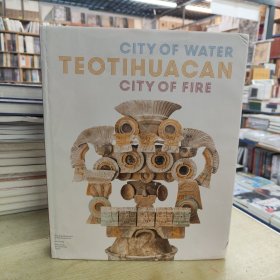 CITY OF WATER
TEOTIHUACAN
CITY OF FIRE